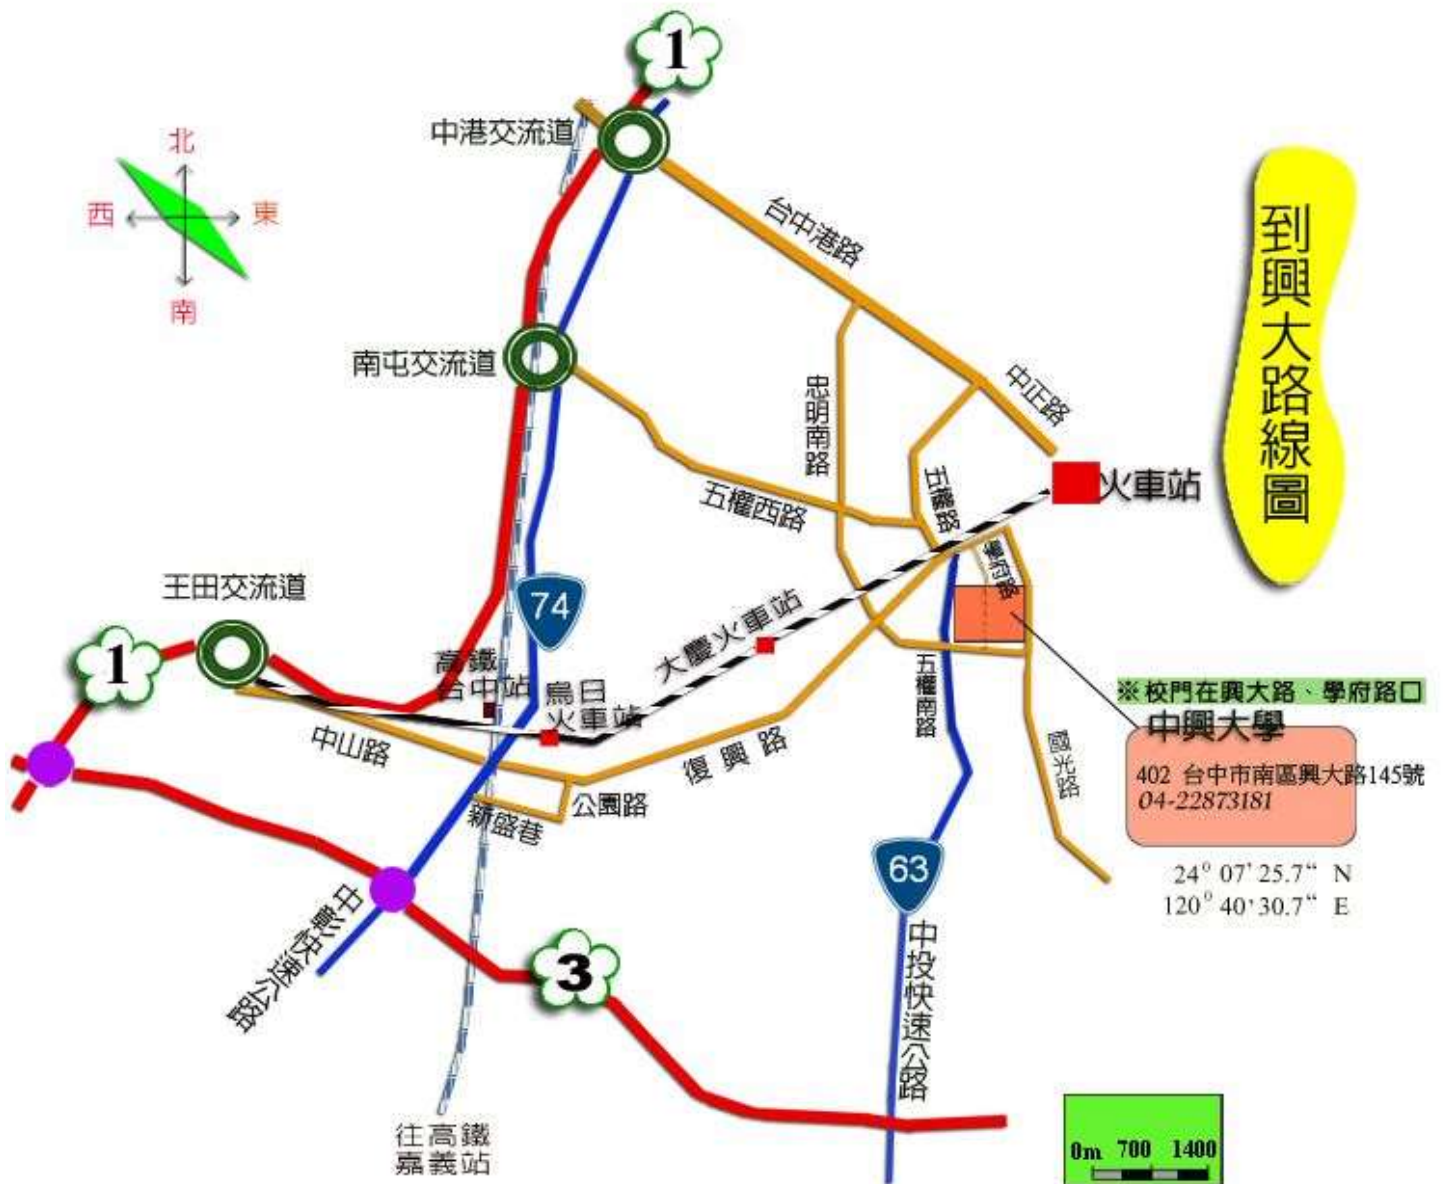 1
中港交流道
北
西
東
南
台中港路
到興大路線圖
南屯交流道
中正路
忠明南路
五權路
火車站
五權西路
學府路
王田交流道
74
大慶火車站
1
高鐵
台中站
烏日
火車站
五權南路
※校門在興大路、學府路口
中興大學
402 台中市南區興大路145號
04-22873181
中山路
復興路
國光路
公園路
新盛巷
63
24° 07' 25.7“ N
120° 40' 30.7“ E
中彰快速公路
3
中投快速公路
往高鐵
嘉義站
0m 700 1400